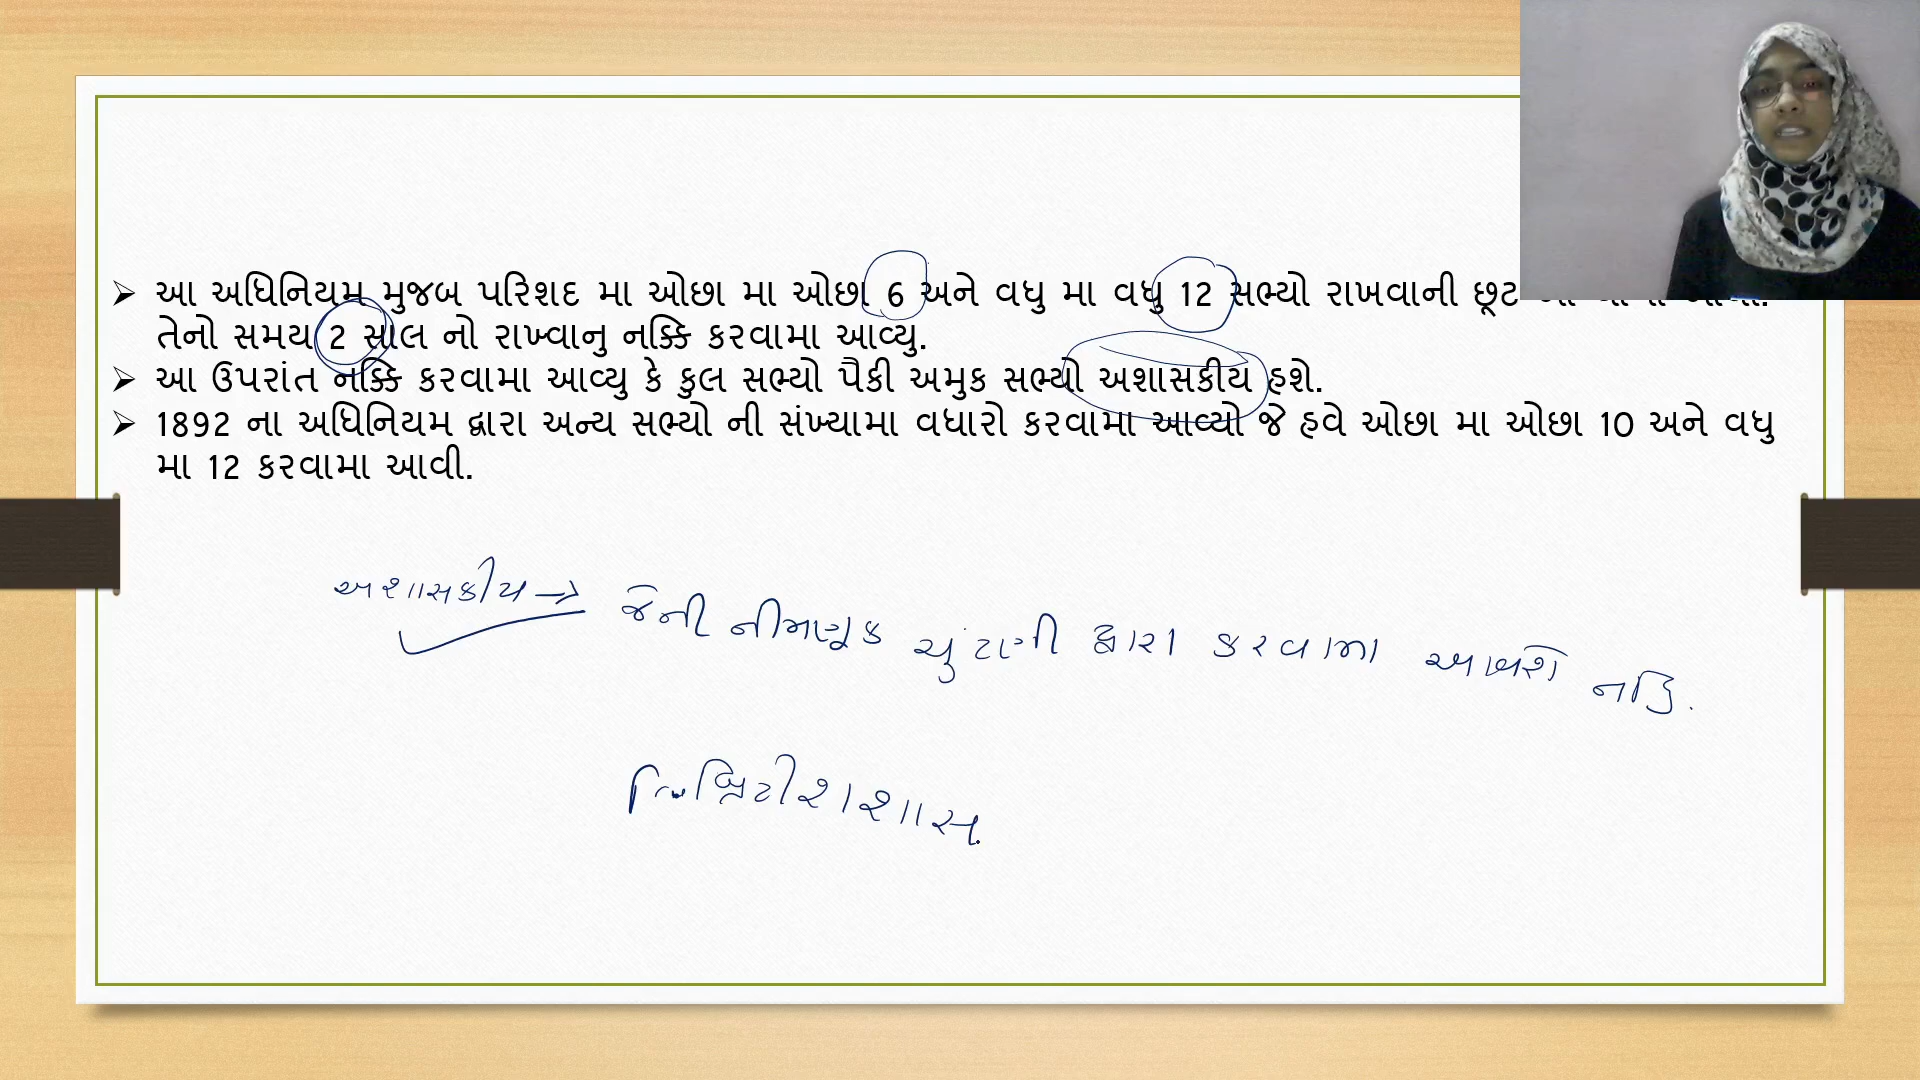 આ અધિનિયમ મુજબ પરિશદ મા ઓછા મા ઓછા 6 અને વધુ મા વધુ 12 સભ્યો રાખવાની છૂટ
તેનો સમય 2 સાલ નો રાખ્વાનુ નક્કિ કરવામા આવ્યુ.
આ ઉપરાંત નક્કિ કરવામા આવ્યુ કે કુલ સભ્યો પૈકી અમુક સભ્યો અશાસકીય હશે.
1892 ના અધિનિયમ દ્વારા અન્ય સભ્યો ની સંખ્યામા વધારો કરવામા આવ્યો જે હવે ઓછા મા ઓછા 10 અને વધુ
મા 12 કરવામા આવી.
અશાસકીય → જેની નીમણૂક ચુંટણી દ્વારા કરવામા આવશે નહિ.